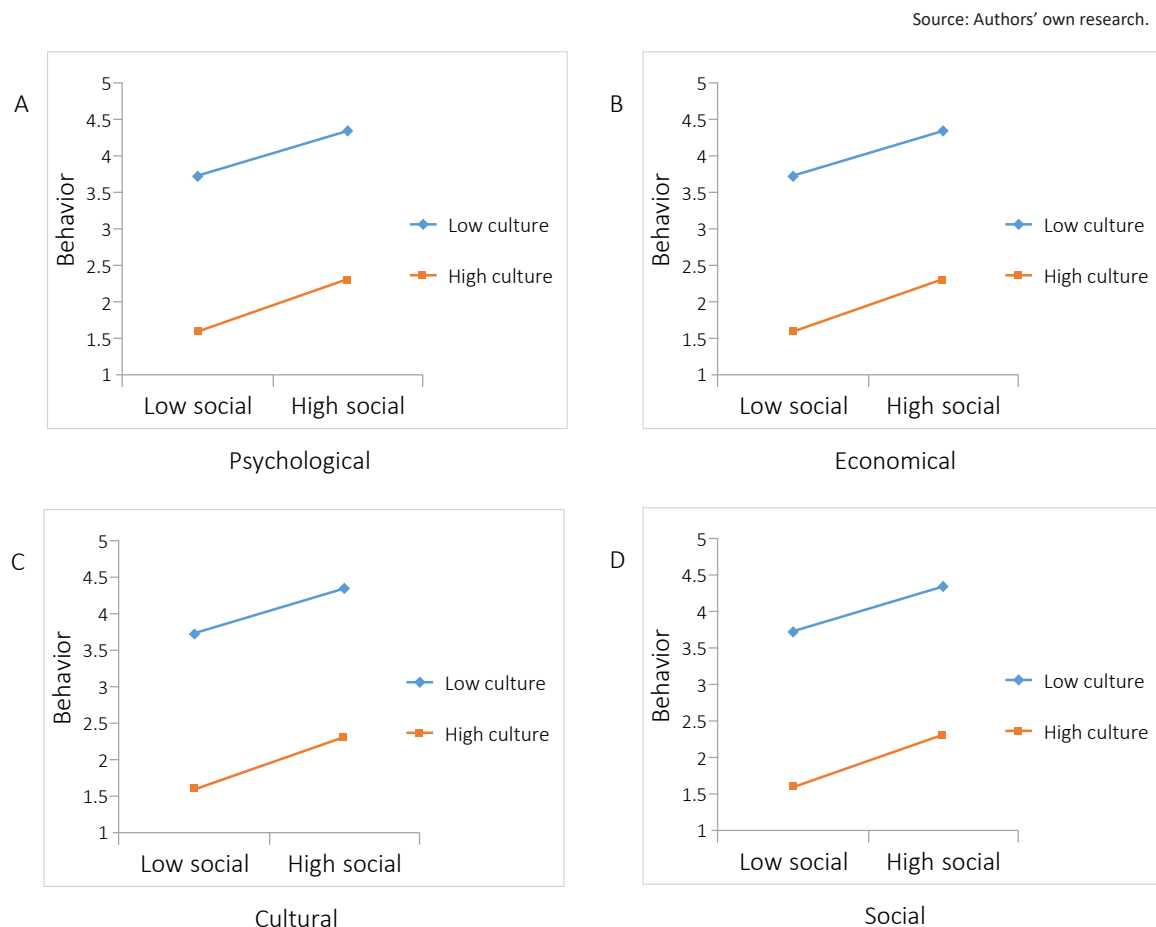 Source: Authors’ own research.
A
5
4.5
4
3.5
3
2.5
2
1.5
1
Behavior
Low culture
High culture
Low social High social
Psychological
B
5
4.5
4
3.5
3
2.5
2
1.5
1
Behavior
Low culture
High culture
Low social High social
Economical
C
5
4.5
4
3.5
3
2.5
2
1.5
1
Behavior
Low culture
High culture
Low social High social
Cultural
D
5
4.5
4
3.5
3
2.5
2
1.5
1
Behavior
Low culture
High culture
Low social High social
Social